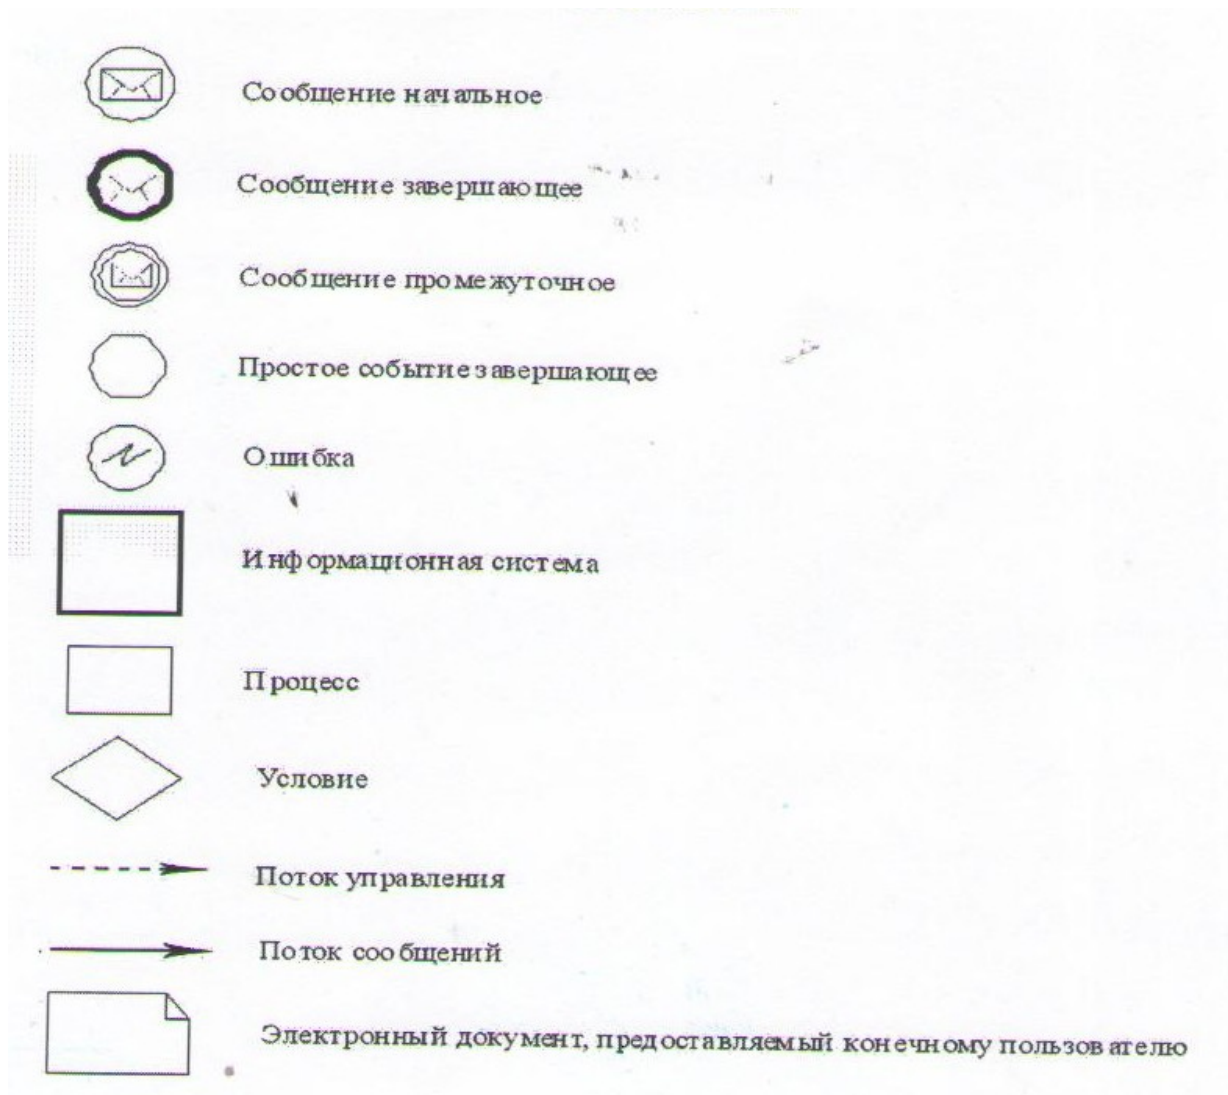 Сообщение начальное
Сообщение завершающее
Сообщение промежуточное
Простое событие завершающее
Ошибка
Информационная система
Процесс
Условие
Поток управления
Поток сообщений
Электронный документ, предоставляемый конечному пользователю